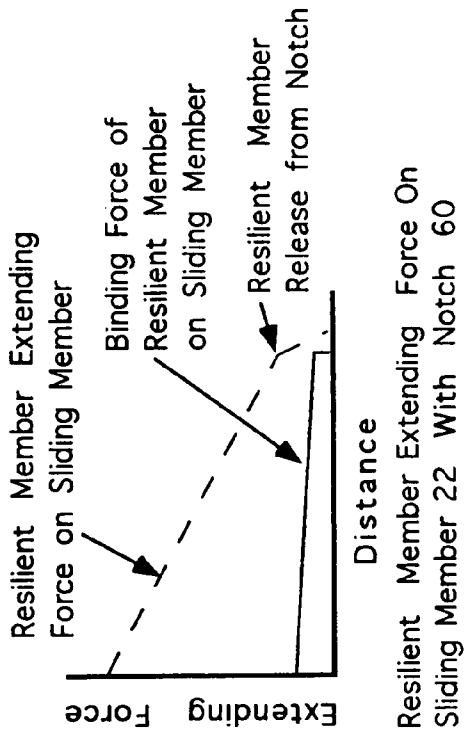 Resilient Member Extending
Force on Sliding Member
Binding Force of
Resilient Member
on Sliding Member
Resilient Member
Release from Notch
Extending Force
Distance
Resilient Member Extending Force On
Sliding Member 22 With Notch 60